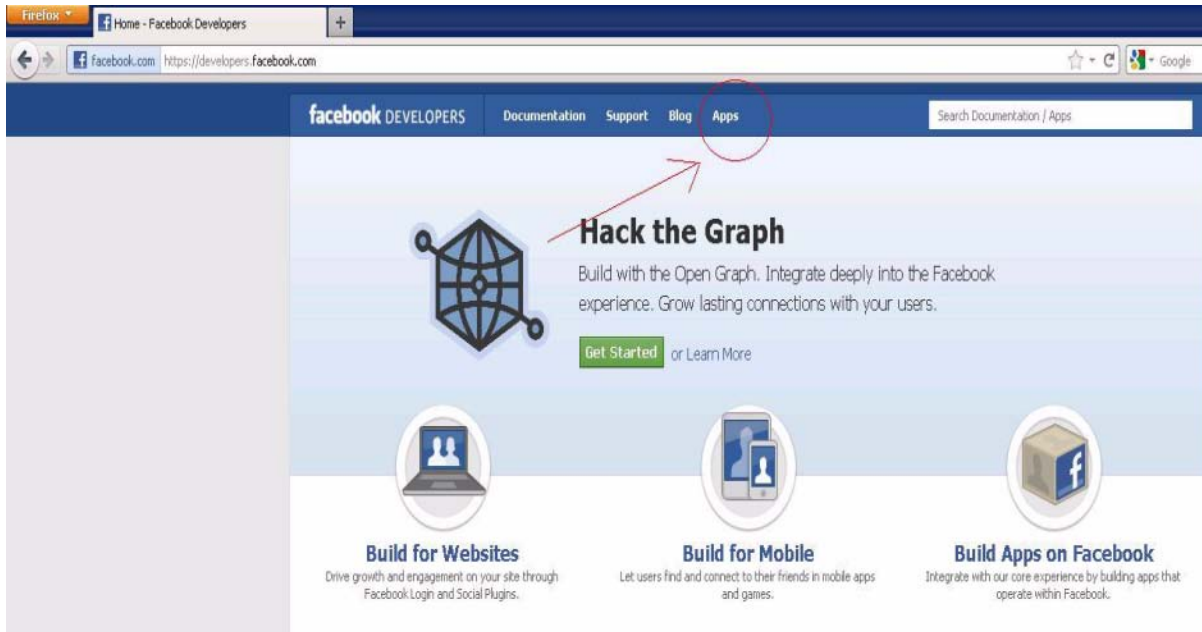 Firefox
Home - Facebook Developers
+
facebook.com https://developers.facebook.com
Google
facebook DEVELOPERS Documentation Support Blog Apps Search Documentation / Apps
Hack the Graph
Build with the Open Graph. Integrate deeply into the Facebook
experience. Grow lasting connections with your users.
Get Started or Learn More
Build for Websites
Drive growth and engagement on your site through
Facebook Login and Social Plugins.
Build for Mobile
Let users find and connect to their friends in mobile apps
and games.
Build Apps on Facebook
Integrate with our core experience by building apps that
operate within Facebook.